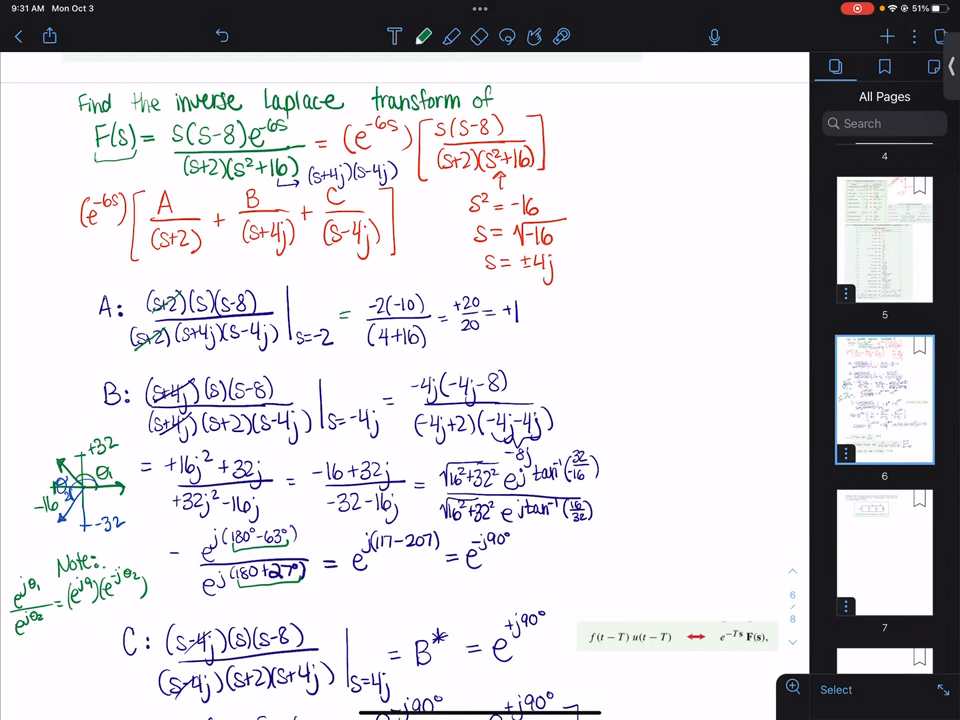 9:31 AM Mon Oct 3
51%
All Pages
Search
4
5
6
7
6
8
Select
Find the inverse Laplace transform of
F(s) = s(s-8)e^{-6s} / (s+2)(s²+16) = (e^{-6s}) [ s(s-8) / (s+2)(s²+16) ]
↳ (s+4j)(s-4j)
(e^{-6s}) [ A/(s+2) + B/(s+4j) + C/(s-4j) ]
s² = -16
s = √-16
s = ±4j
A: (s+2)(s)(s-8) / (s+2)(s+4j)(s-4j) |s=-2 = -2(-10) / (4+16) = +20/20 = +1
B: (s+4j)(s)(s-8) / (s+4j)(s+2)(s-4j) |s=-4j = -4j(-4j-8) / (-4j+2)(-4j-4j)
-8j
= +16j²+32j / +32j²-16j = -16+32j / -32-16j = √16²+32² e^{j tan⁻¹(32/-16)} / √16²+32² e^{j tan⁻¹(16/32)}
+32
θ₁
θ₂
-16
-32
= e^{j(180°-63°)} / e^{j(180+27°)} = e^{j(117-207)} = e^{-j90°}
Note:
e^{jθ₁} / e^{jθ₂} = (e^{jθ₁})(e^{-jθ₂})
C: (s-4j)(s)(s-8) / (s-4j)(s+2)(s+4j) |s=4j = B* = e^{+j90°}
f(t − T) u(t − T) ↔ e^{−Ts} F(s),
e^{-j90°} e^{+j90°}